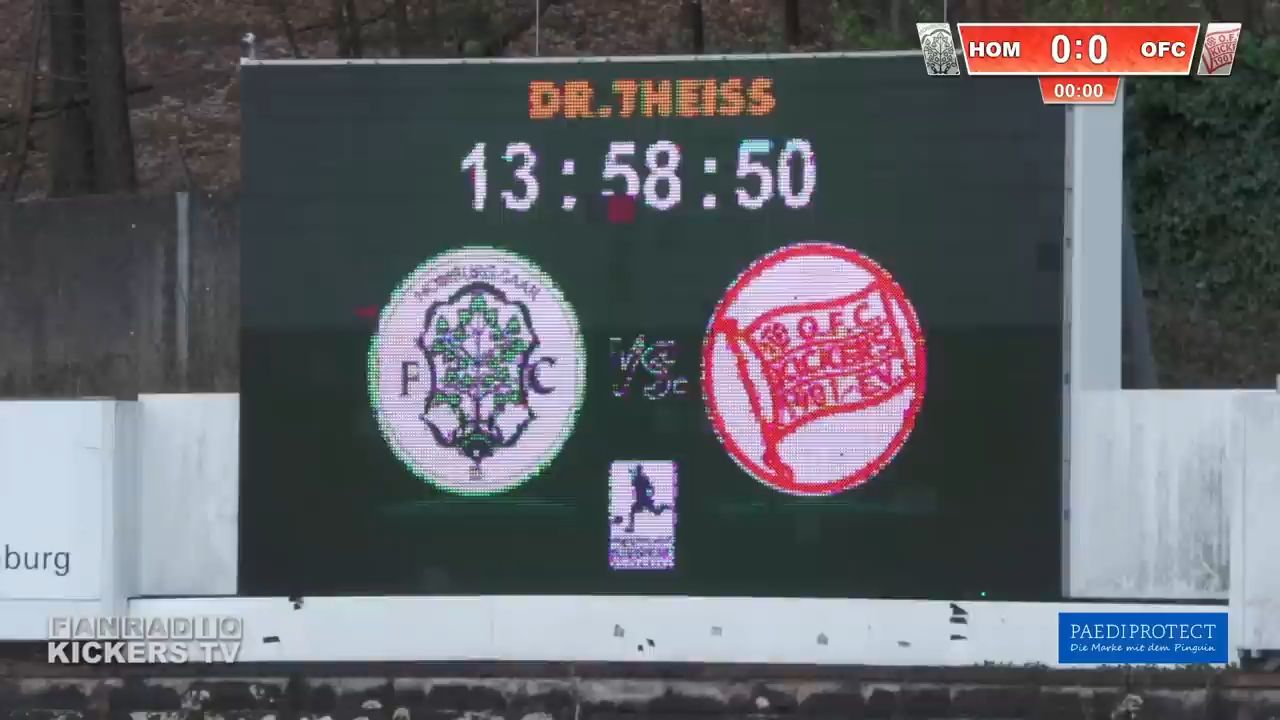 HOM 0:0 OFC
00:00
DR.THEISS
13:58:50
F C
O.F.C.
KICKERS
1901 E.V.
burg
FANRADIO
KICKERS TV
PAEDIPROTECT
Die Marke mit dem Pinguin